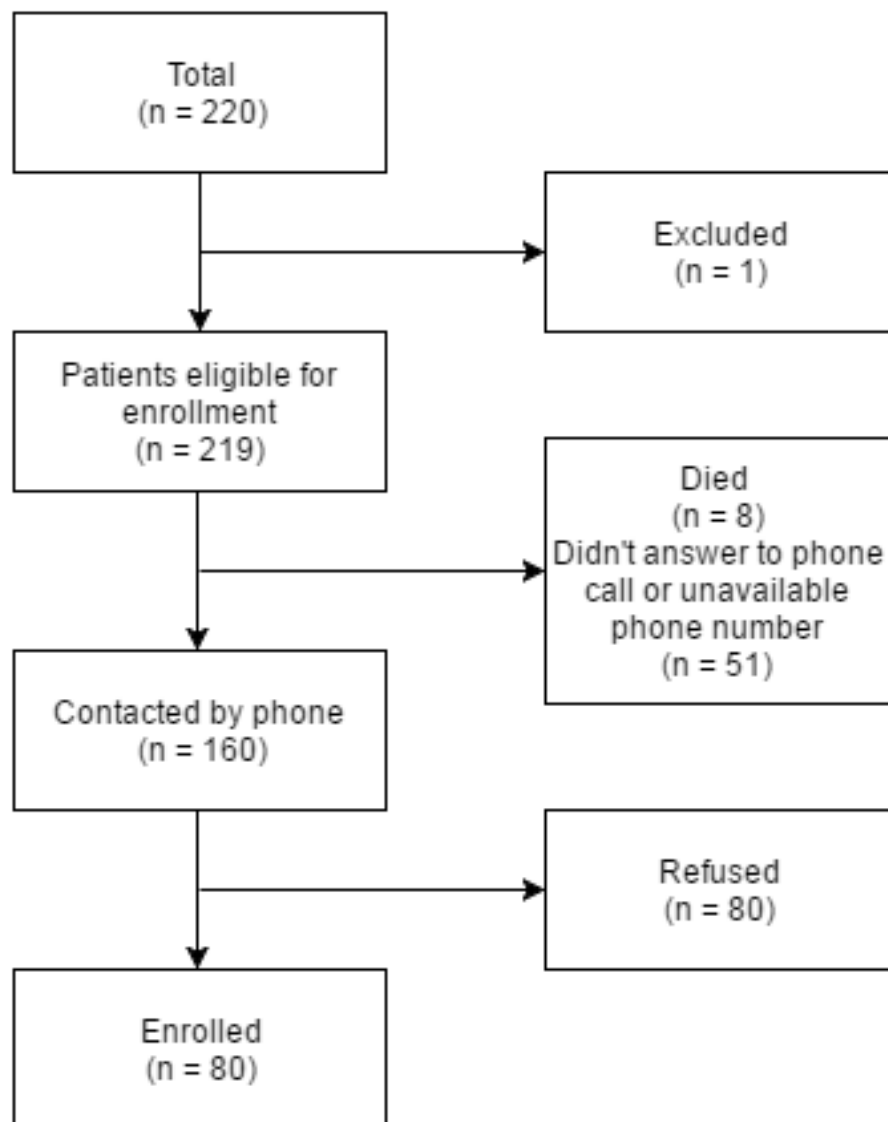 Total
(n = 220)
Excluded
(n = 1)
Patients eligible for
enrollment
(n = 219)
Died
(n = 8)
Didn't answer to phone
call or unavailable
phone number
(n = 51)
Contacted by phone
(n = 160)
Refused
(n = 80)
Enrolled
(n = 80)